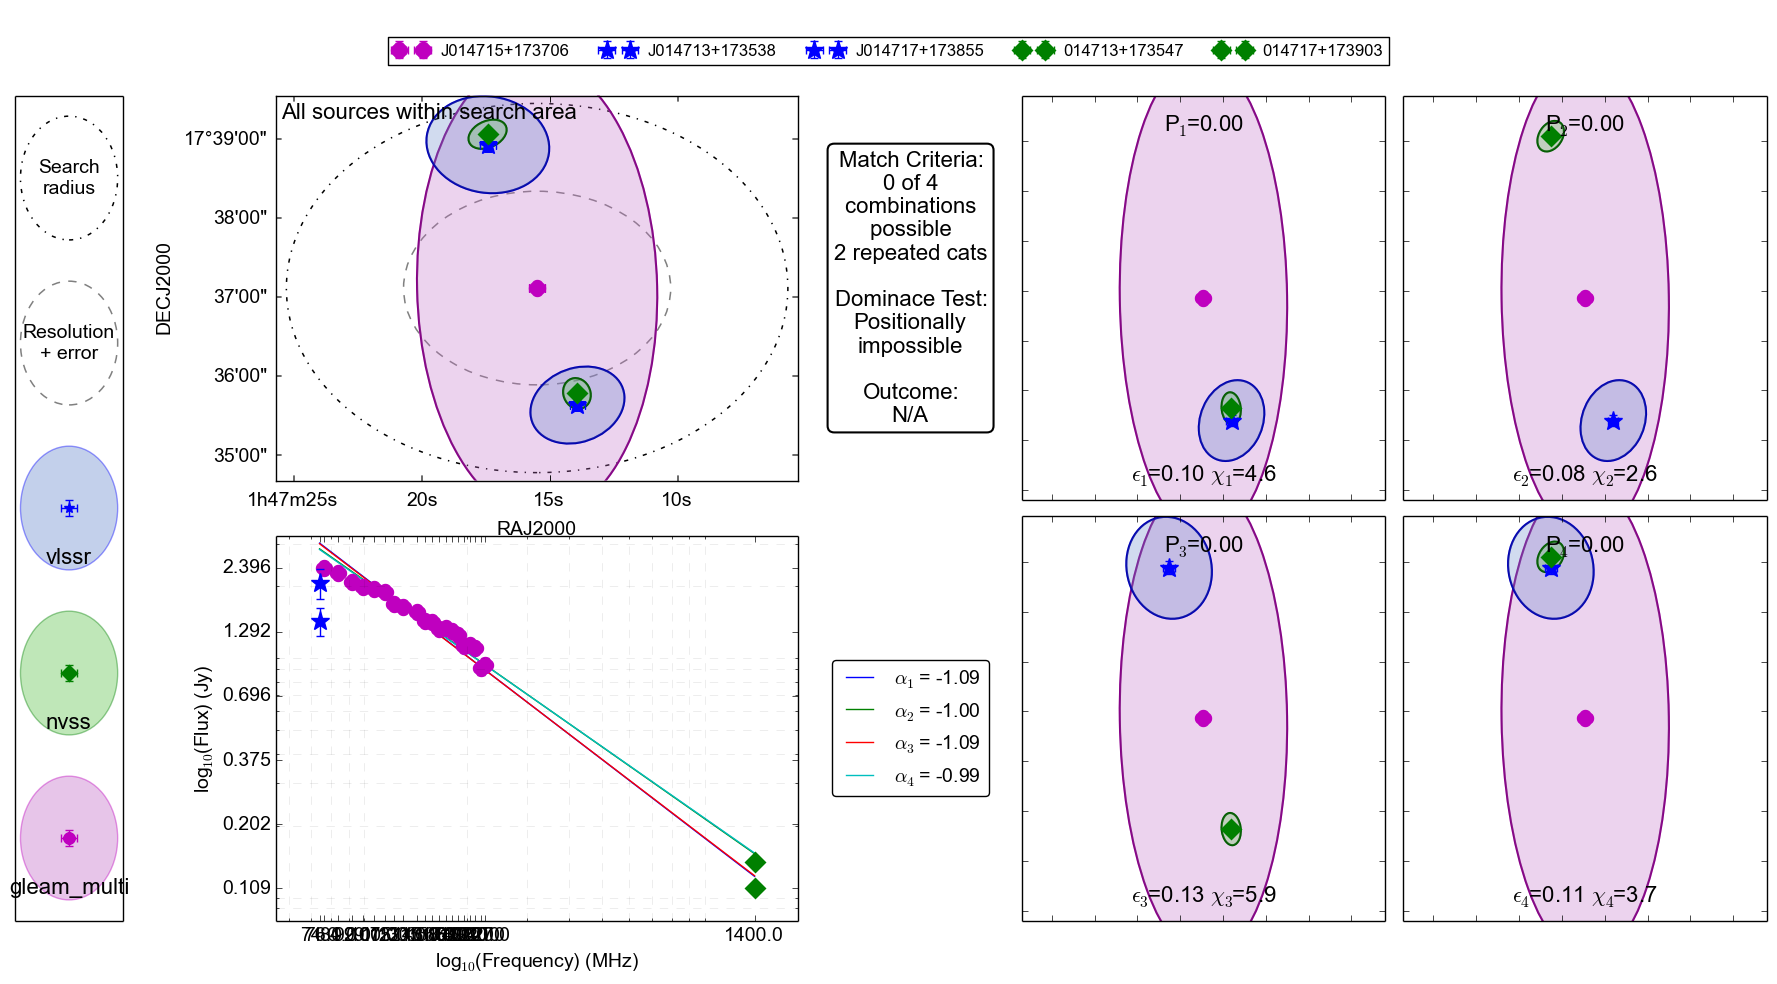 J014715+173706 J014713+173538 J014717+173855 014713+173547 014717+173903
Search
radius
Resolution
+ error
vlssr
nvss
gleam_multi
All sources within search area
DECJ2000
17°39'00"
38'00"
37'00"
36'00"
35'00"
1h47m25s 20s 15s 10s
RAJ2000
Match Criteria:
0 of 4
combinations
possible
2 repeated cats
Dominace Test:
Positionally
impossible
Outcome:
N/A
P1=0.00
ϵ1=0.10 χ1=4.6
P2=0.00
ϵ2=0.08 χ2=2.6
P3=0.00
ϵ3=0.13 χ3=5.9
P4=0.00
ϵ4=0.11 χ4=3.7
log10(Flux) (Jy)
2.396
1.292
0.696
0.375
0.202
0.109
1400.0
log10(Frequency) (MHz)
α1 = -1.09
α2 = -1.00
α3 = -1.09
α4 = -0.99